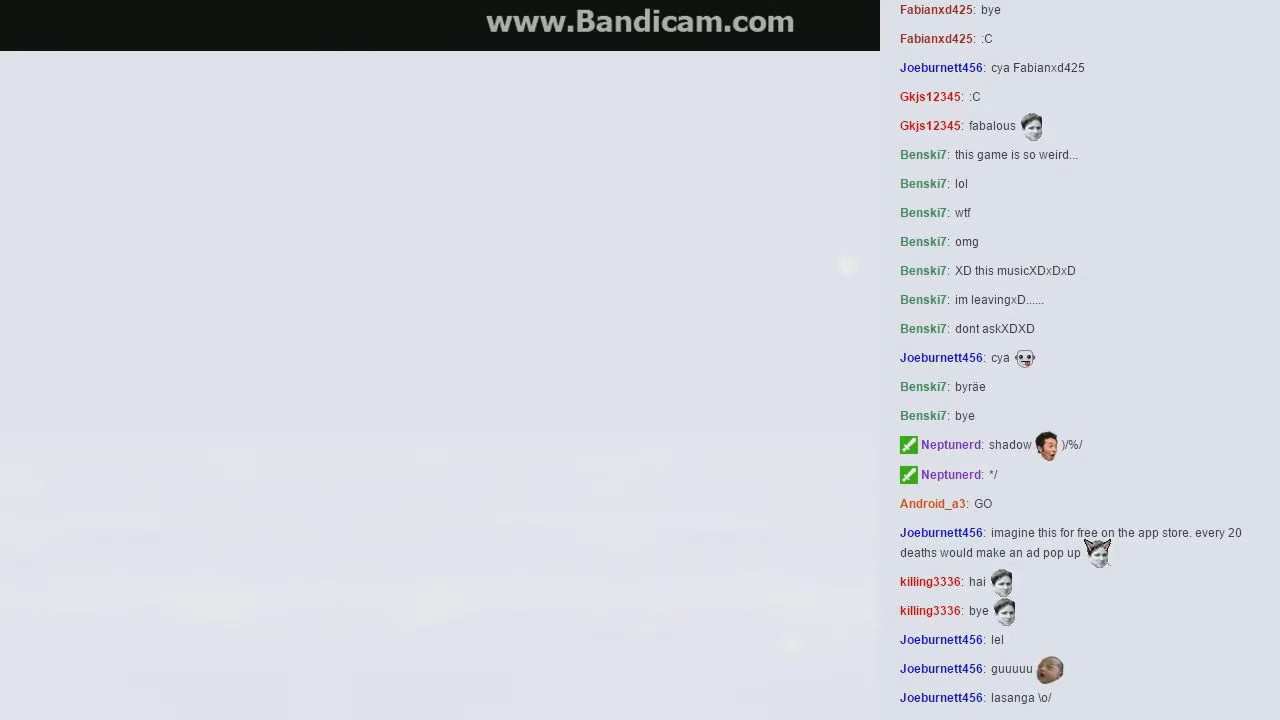 www.Bandicam.com
Fabianxd425: bye
Fabianxd425: :C
Joeburnett456: cya Fabianxd425
Gkjs12345: :C
Gkjs12345: fabalous
Benski7: this game is so weird...
Benski7: lol
Benski7: wtf
Benski7: omg
Benski7: XD this musicXDxDxD
Benski7: im leavingxD......
Benski7: dont askXDXD
Joeburnett456: cya
Benski7: byräe
Benski7: bye
Neptunerd: shadow )/%/
Neptunerd: */
Android_a3: GO
Joeburnett456: imagine this for free on the app store. every 20
deaths would make an ad pop up
killing3336: hai
killing3336: bye
Joeburnett456: lel
Joeburnett456: guuuuu
Joeburnett456: lasanga \o/